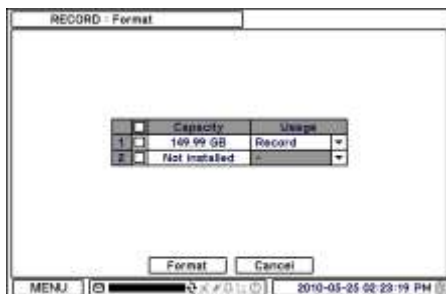 RECORD : Format
Capacity Usage
1 149.99 GB Record
2 Not installed -
Format Cancel
MENU 2010-05-25 02:23:19 PM